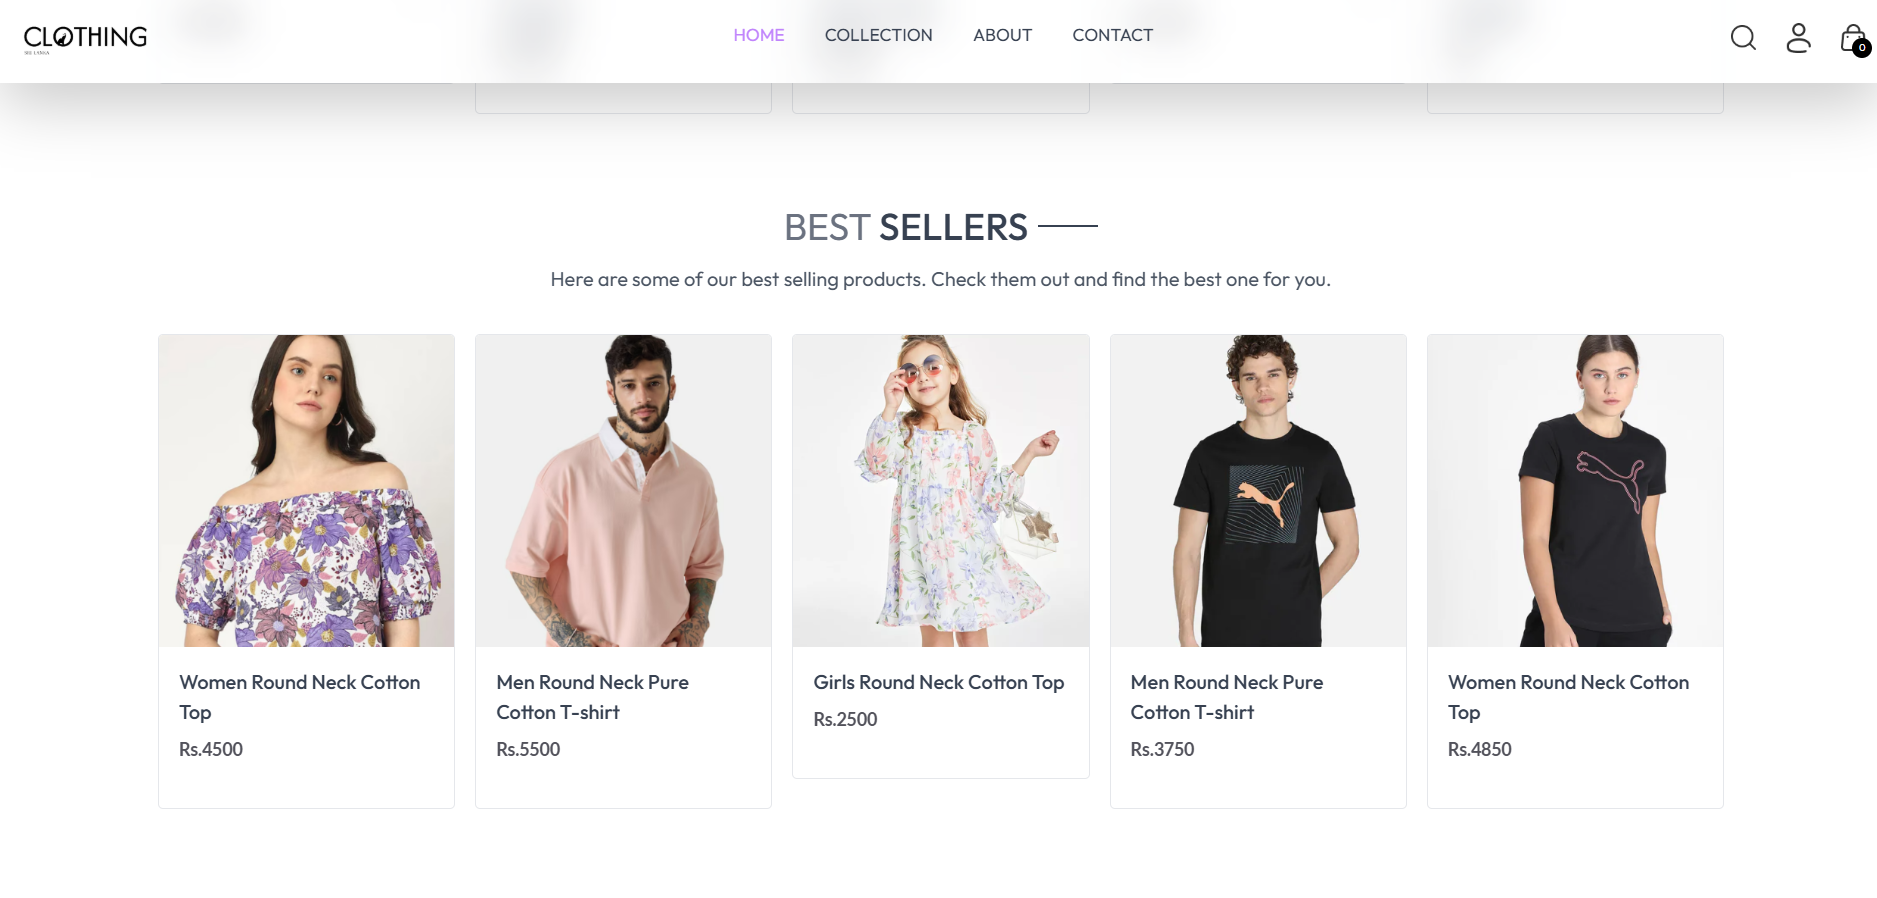 CLOTHING
SRI LANKA
HOME
COLLECTION
ABOUT
CONTACT
0
BEST SELLERS
Here are some of our best selling products. Check them out and find the best one for you.
Women Round Neck Cotton
Top
Rs.4500
Men Round Neck Pure
Cotton T-shirt
Rs.5500
Girls Round Neck Cotton Top
Rs.2500
Men Round Neck Pure
Cotton T-shirt
Rs.3750
Women Round Neck Cotton
Top
Rs.4850